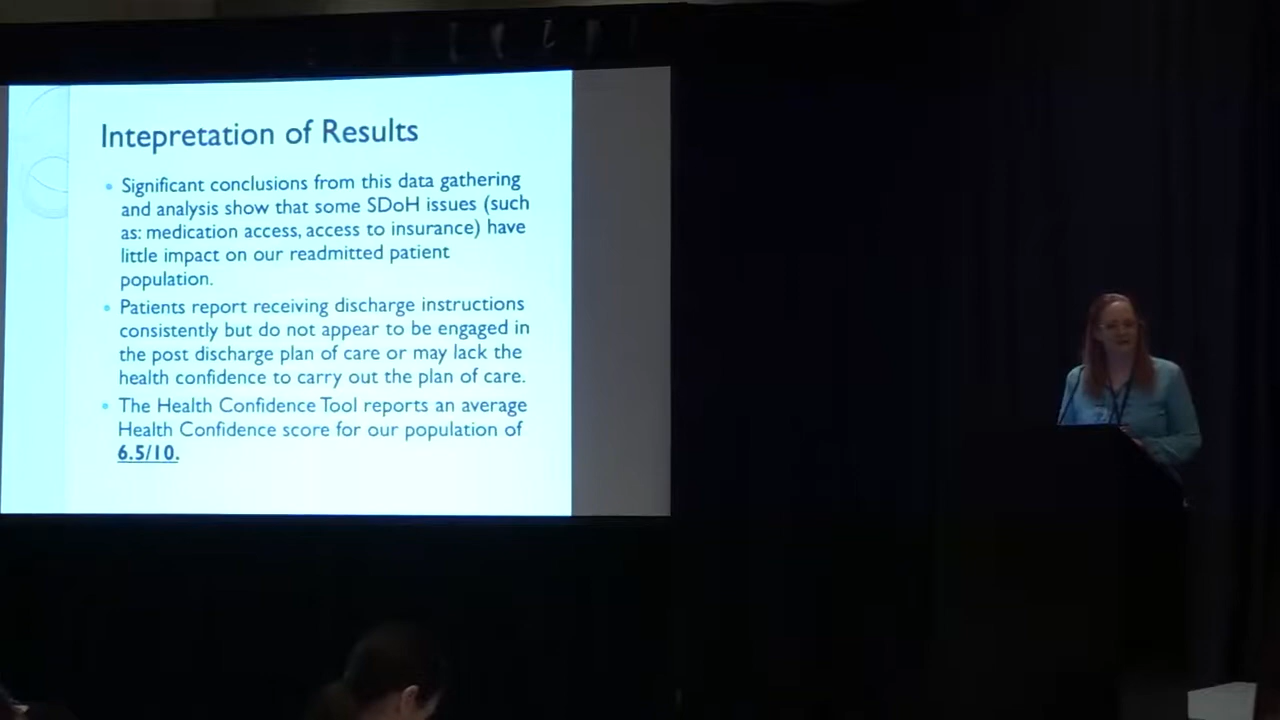 Intepretation of Results
Significant conclusions from this data gathering
and analysis show that some SDoH issues (such
as: medication access, access to insurance) have
little impact on our readmitted patient
population.
Patients report receiving discharge instructions
consistently but do not appear to be engaged in
the post discharge plan of care or may lack the
health confidence to carry out the plan of care.
The Health Confidence Tool reports an average
Health Confidence score for our population of
6.5/10.